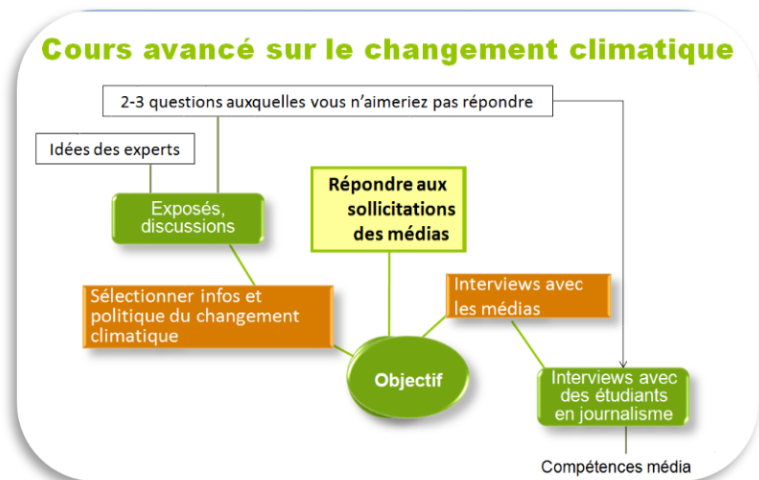 Cours avancé sur le changement climatique
2-3 questions auxquelles vous n’aimeriez pas répondre
Idées des experts
Exposés,
discussions
Répondre aux
sollicitations
des médias
Sélectionner infos et
politique du changement
climatique
Interviews avec
les médias
Objectif
Interviews avec
des étudiants
en journalisme
Compétences média